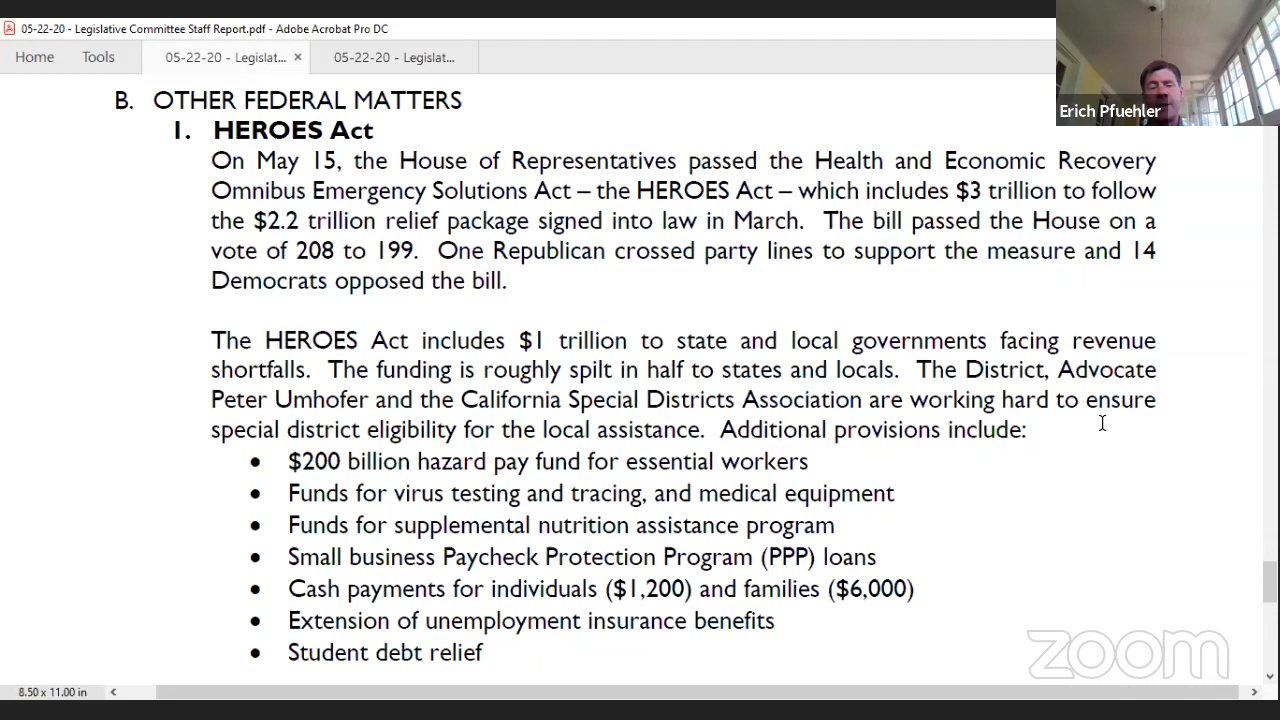 05-22-20 - Legislative Committee Staff Report.pdf - Adobe Acrobat Pro DC
Home Tools 05-22-20 - Legislat... × 05-22-20 - Legislat...
Erich Pfuehler
B. OTHER FEDERAL MATTERS
1. HEROES Act
On May 15, the House of Representatives passed the Health and Economic Recovery
Omnibus Emergency Solutions Act – the HEROES Act – which includes $3 trillion to follow
the $2.2 trillion relief package signed into law in March. The bill passed the House on a
vote of 208 to 199. One Republican crossed party lines to support the measure and 14
Democrats opposed the bill.
The HEROES Act includes $1 trillion to state and local governments facing revenue
shortfalls. The funding is roughly spilt in half to states and locals. The District, Advocate
Peter Umhofer and the California Special Districts Association are working hard to ensure
special district eligibility for the local assistance. Additional provisions include:
• $200 billion hazard pay fund for essential workers
• Funds for virus testing and tracing, and medical equipment
• Funds for supplemental nutrition assistance program
• Small business Paycheck Protection Program (PPP) loans
• Cash payments for individuals ($1,200) and families ($6,000)
• Extension of unemployment insurance benefits
• Student debt relief
zoom
8.50 x 11.00 in